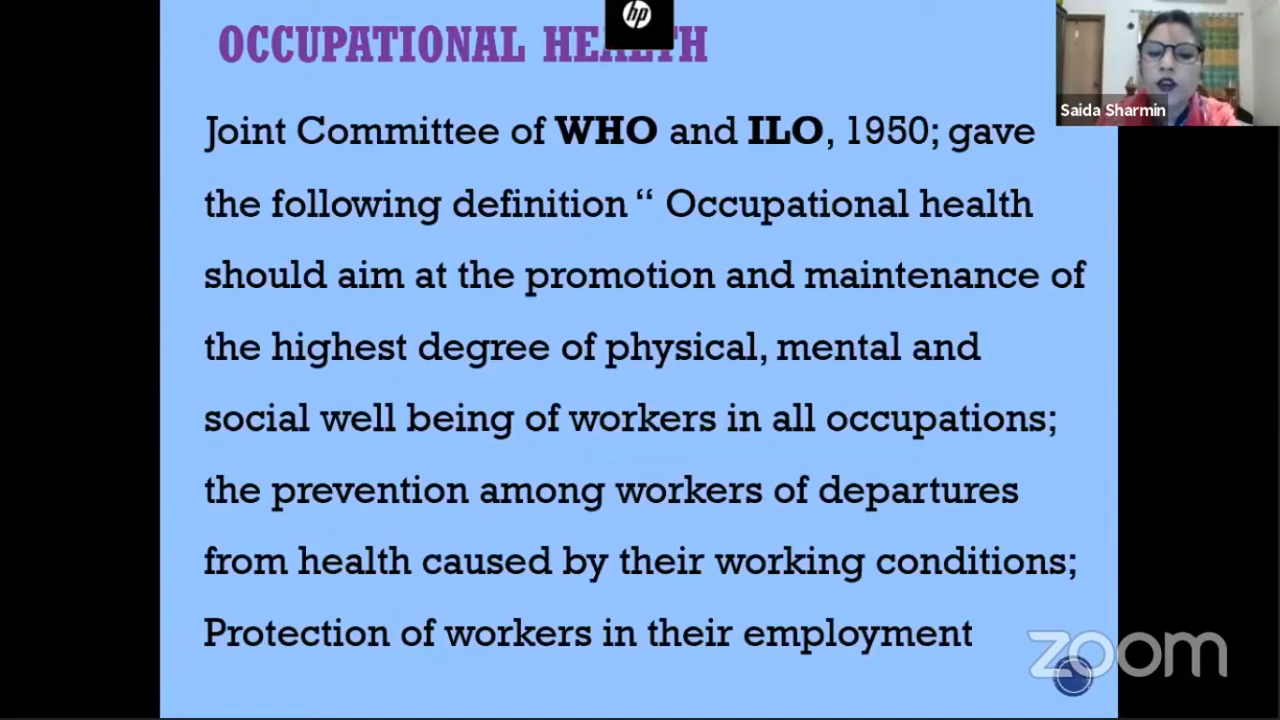 OCCUPATIONAL HEALTH
hp
Saida Sharmin
Joint Committee of WHO and ILO, 1950; gave
the following definition “ Occupational health
should aim at the promotion and maintenance of
the highest degree of physical, mental and
social well being of workers in all occupations;
the prevention among workers of departures
from health caused by their working conditions;
Protection of workers in their employment
zoom